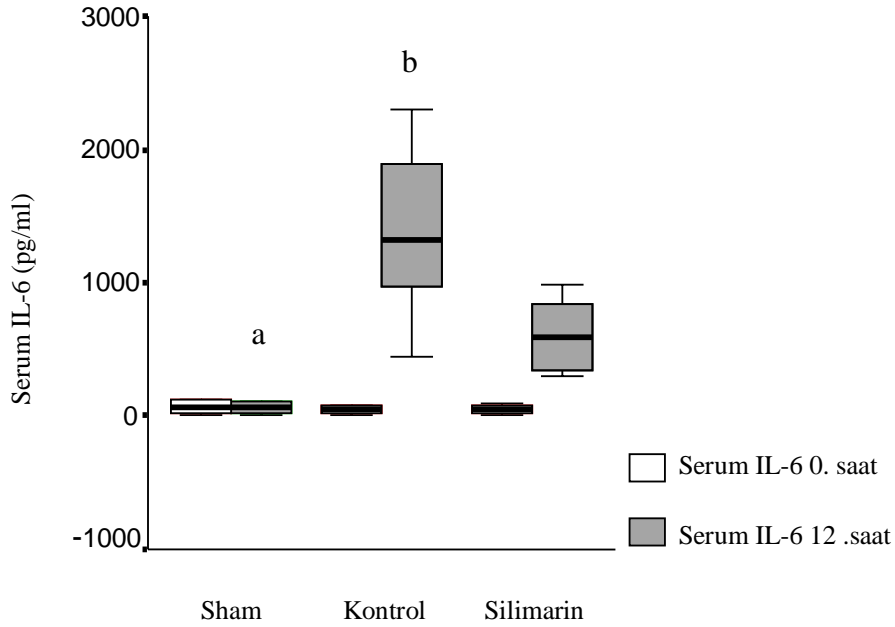 3000
b
2000
Serum IL-6 (pg/ml)
1000
a
0
Serum IL-6 0. saat
-1000
Serum IL-6 12 .saat
Sham Kontrol Silimarin